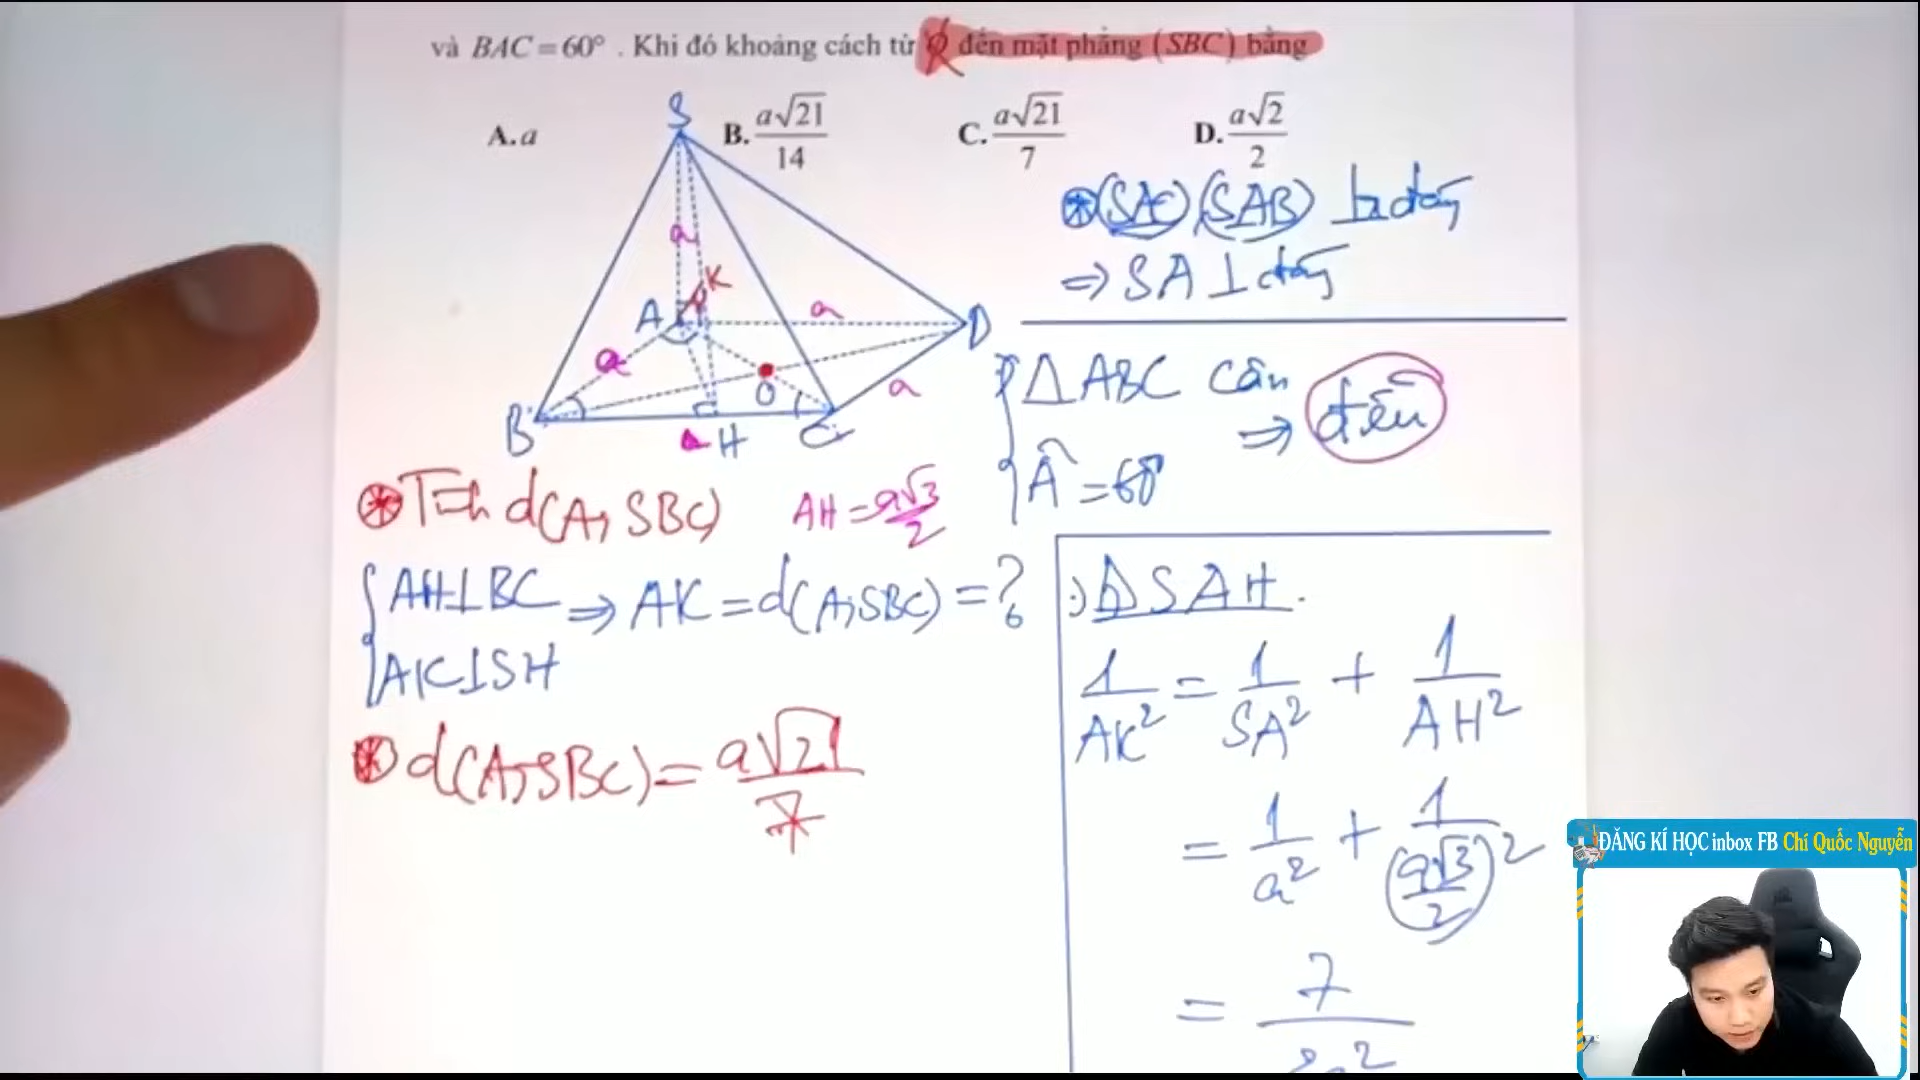 và BAC = 60° . Khi đó khoảng cách từ đến mặt phẳng (SBC) bằng
A. a B. a√21/14 C. a√21/7 D. a√2/2
S
a
K
A
a
D
a
O
a
B
H
C
⊛ (SAC) (SAB) ⊥ đáy
⇒ SA ⊥ đáy
△ABC cân
⇒ đều
Â = 60°
⊛ Tính d(A, SBC) AH = a√3/2
{ AH⊥BC
AK⊥SH
⇒ AK = d(A; SBC) = ?
⊛ d(A, SBC) = a√21/7
:) △SAH.
1/AK² = 1/SA² + 1/AH²
= 1/a² + 1/(a√3/2)²
= 7/3a²
ĐĂNG KÍ HỌC inbox FB Chí Quốc Nguyễn